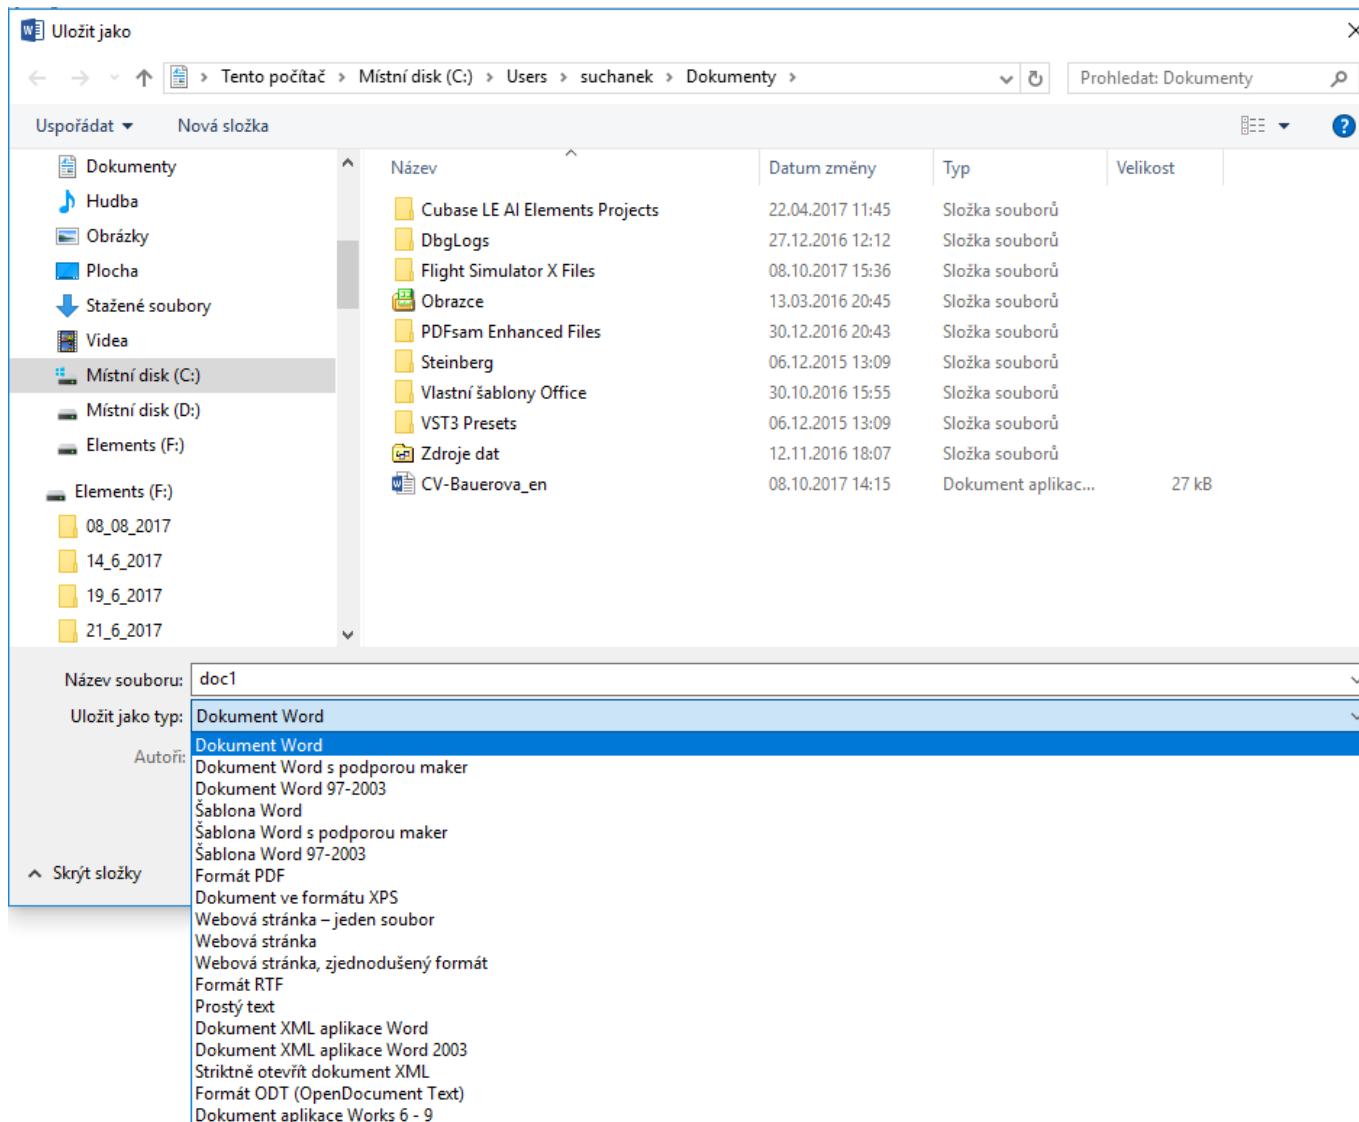 Uložit jako
Tento počítač › Místní disk (C:) › Users › suchanek › Dokumenty ›
Prohledat: Dokumenty
Uspořádat
Nová složka
Dokumenty
Hudba
Obrázky
Plocha
Stažené soubory
Videa
Místní disk (C:)
Místní disk (D:)
Elements (F:)
Elements (F:)
08_08_2017
14_6_2017
19_6_2017
21_6_2017
Název Datum změny Typ Velikost
Cubase LE AI Elements Projects 22.04.2017 11:45 Složka souborů
DbgLogs 27.12.2016 12:12 Složka souborů
Flight Simulator X Files 08.10.2017 15:36 Složka souborů
Obrazce 13.03.2016 20:45 Složka souborů
PDFsam Enhanced Files 30.12.2016 20:43 Složka souborů
Steinberg 06.12.2015 13:09 Složka souborů
Vlastní šablony Office 30.10.2016 15:55 Složka souborů
VST3 Presets 06.12.2015 13:09 Složka souborů
Zdroje dat 12.11.2016 18:07 Složka souborů
CV-Bauerova_en 08.10.2017 14:15 Dokument aplikac... 27 kB
Název souboru: doc1
Uložit jako typ: Dokument Word
Autoři:
Dokument Word
Dokument Word s podporou maker
Dokument Word 97-2003
Šablona Word
Šablona Word s podporou maker
Šablona Word 97-2003
Formát PDF
Dokument ve formátu XPS
Webová stránka – jeden soubor
Webová stránka
Webová stránka, zjednodušený formát
Formát RTF
Prostý text
Dokument XML aplikace Word
Dokument XML aplikace Word 2003
Striktně otevřít dokument XML
Formát ODT (OpenDocument Text)
Dokument aplikace Works 6 - 9
Skrýt složky